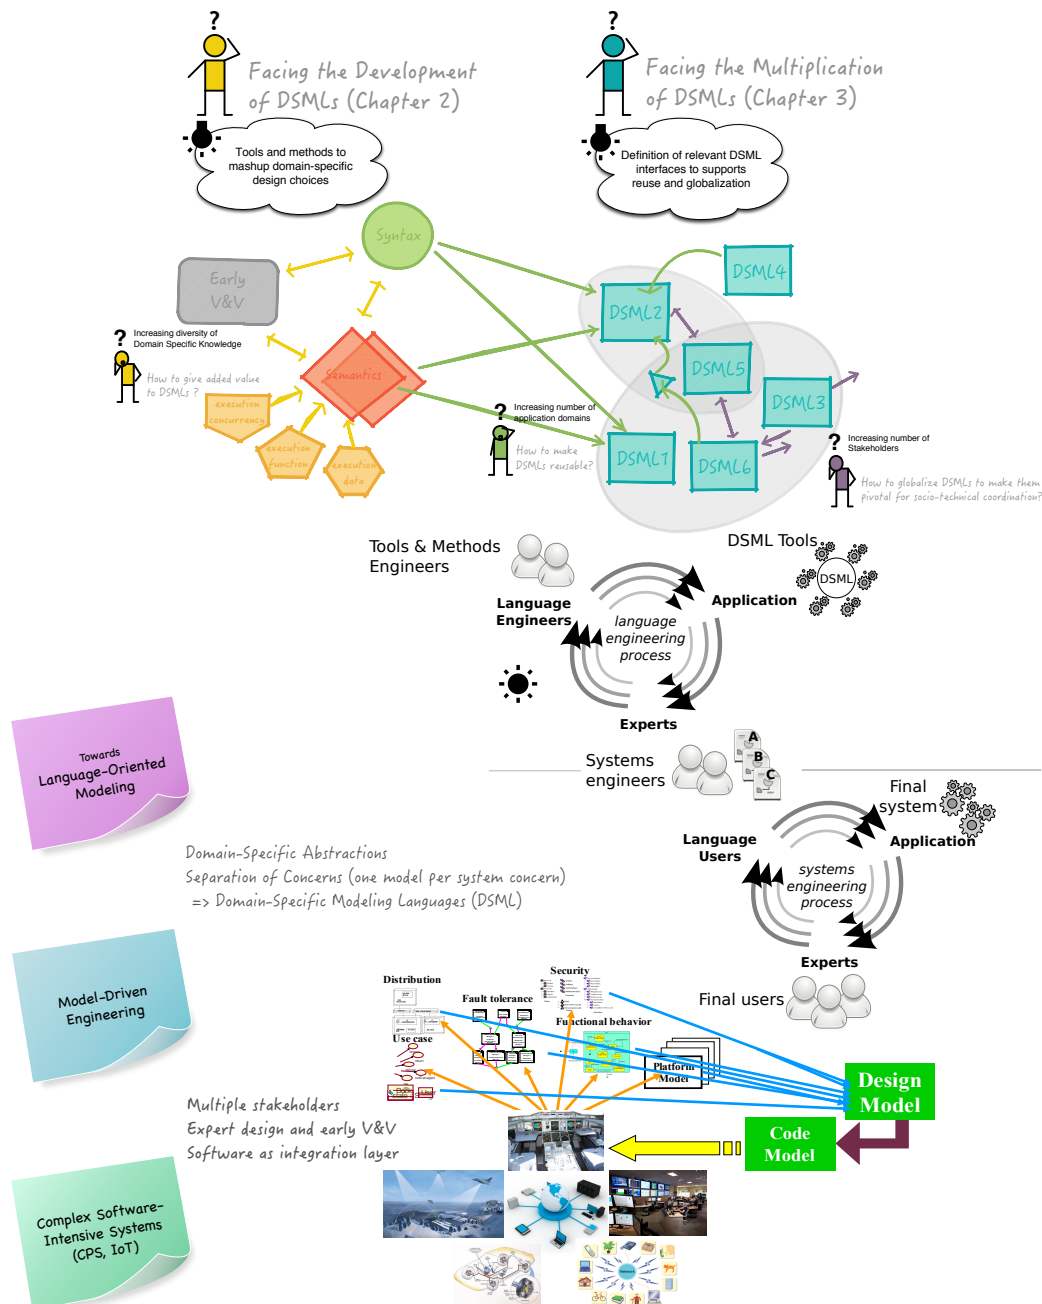 ?
?
Facing the Development
of DSMLs (Chapter 2)
Facing the Multiplication
of DSMLs (Chapter 3)
Tools and methods to
mashup domain-specific
design choices
Definition of relevant DSML
interfaces to supports
reuse and globalization
Syntax
Early
V&V
DSML4
DSML2
? Increasing diversity of
Domain Specific Knowledge
How to give added value
to DSMLs ?
Semantics
DSML5
DSML3
execution
concurrency
execution
function
execution
data
? Increasing number of
application domains
How to make
DSMLs reusable?
DSML1
DSML6
? Increasing number of
Stakeholders
How to globalize DSMLs to make them
pivotal for socio-technical coordination?
Tools & Methods
Engineers
DSML Tools
DSML
Language
Engineers
Application
language
engineering
process
Experts
Towards
Language-Oriented
Modeling
Systems
engineers
A
B
C
Final
system
Language
Users
Application
systems
engineering
process
Experts
Final users
Domain-Specific Abstractions
Separation of Concerns (one model per system concern)
=> Domain-Specific Modeling Languages (DSML)
Model-Driven
Engineering
Distribution
Security
Fault tolerance
Functional behavior
Use case
Platform
Model
Design
Model
Code
Model
Multiple stakeholders
Expert design and early V&V
Software as integration layer
Complex Software-
Intensive Systems
(CPS, IoT)